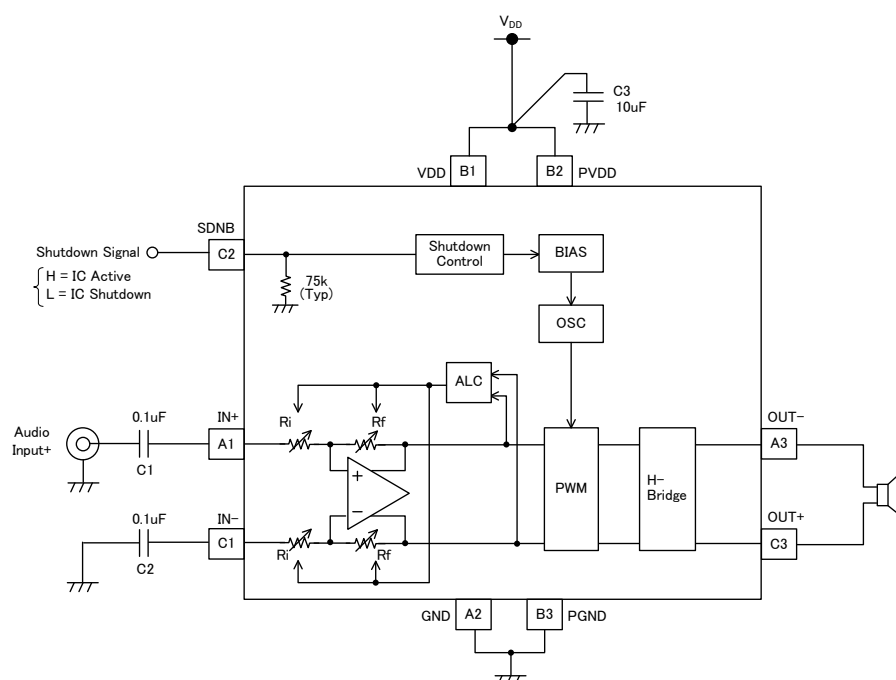 VDD
C3
10uF
VDD
B1
B2
PVDD
SDNB
Shutdown Signal
C2
H = IC Active
L = IC Shutdown
75k
(Typ)
Shutdown
Control
BIAS
OSC
ALC
0.1uF
IN+
Ri
Rf
OUT-
Audio
Input+
A1
A3
C1
+
PWM
H-
Bridge
0.1uF
IN-
-
OUT+
C1
C3
C2
Ri
Rf
GND
A2
B3
PGND